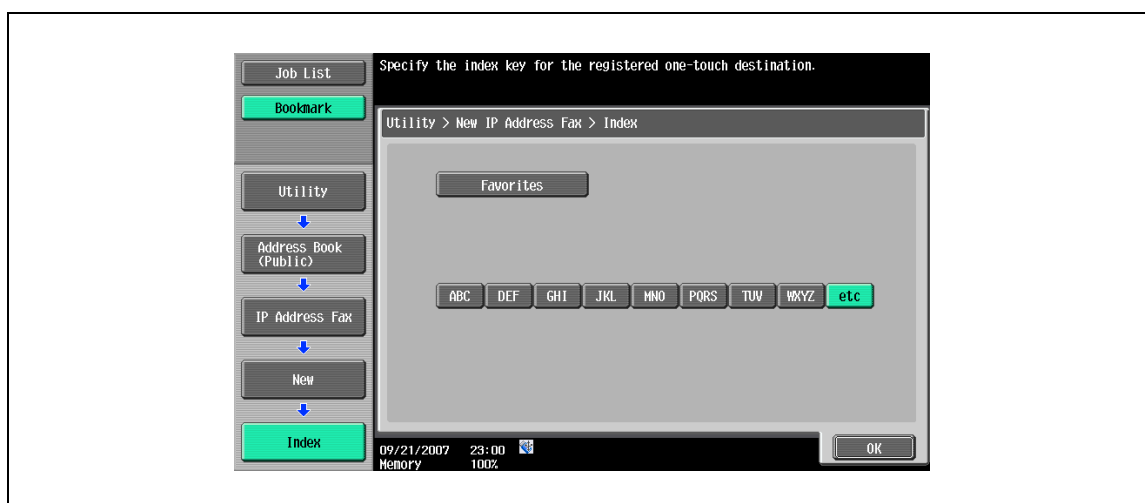 Job List
Bookmark
Utility
Address Book
(Public)
IP Address Fax
New
Index
Specify the index key for the registered one-touch destination.
Utility > New IP Address Fax > Index
Favorites
ABC DEF GHI JKL MNO PQRS TUV WXYZ etc
09/21/2007 23:00
Memory 100%
OK